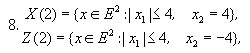 8. X(2) = {x ∈ E² :| x₁ |≤ 4, x₂ = 4},
Z(2) = {x ∈ E² :| x₁ |≤ 4, x₂ = −4},